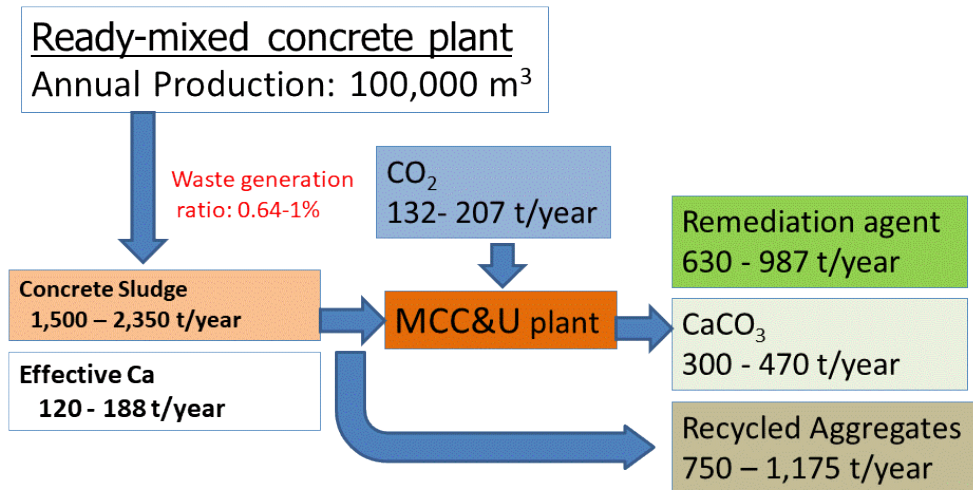 Ready-mixed concrete plant
Annual Production: 100,000 m³
Waste generation
ratio: 0.64-1%
CO₂
132- 207 t/year
Remediation agent
630 - 987 t/year
Concrete Sludge
1,500 – 2,350 t/year
MCC&U plant
CaCO₃
300 - 470 t/year
Effective Ca
120 - 188 t/year
Recycled Aggregates
750 – 1,175 t/year